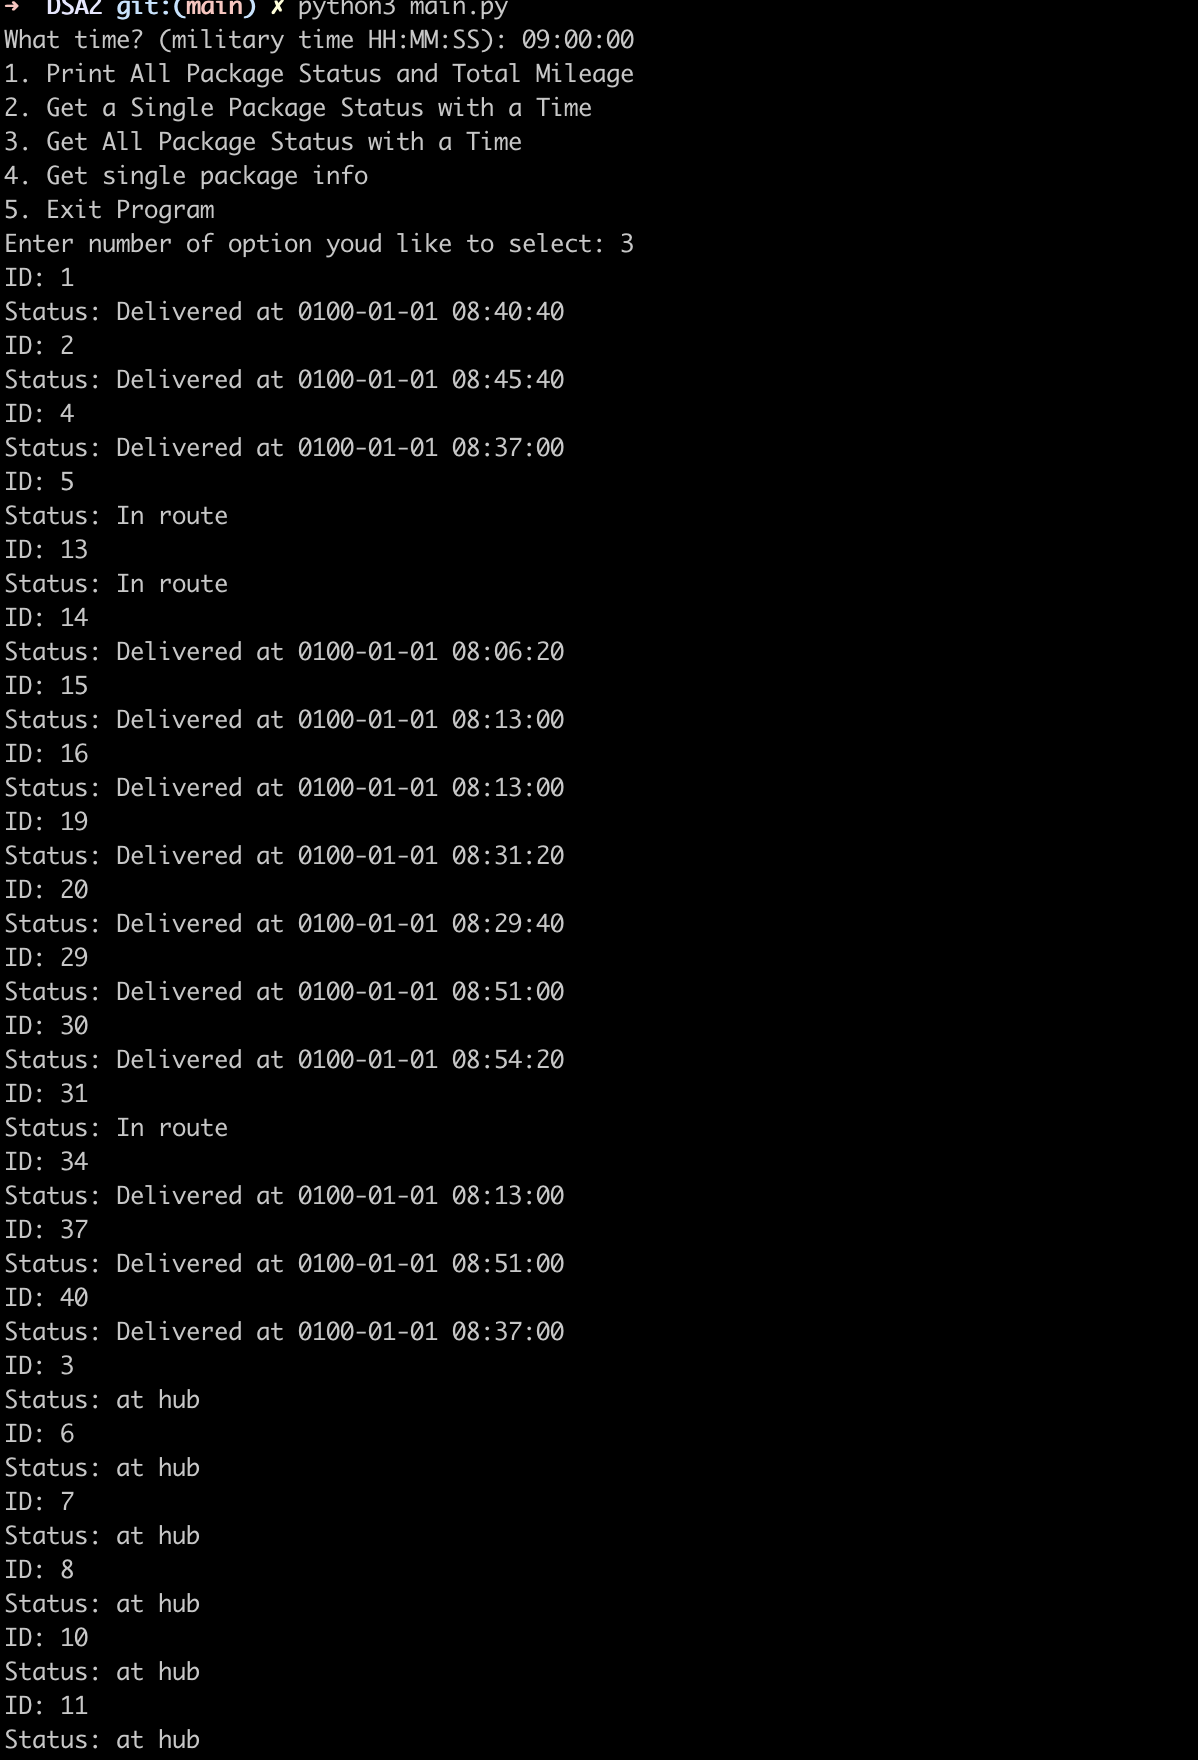 → DSA2 git:(main) ✗ python3 main.py
What time? (military time HH:MM:SS): 09:00:00
1. Print All Package Status and Total Mileage
2. Get a Single Package Status with a Time
3. Get All Package Status with a Time
4. Get single package info
5. Exit Program
Enter number of option youd like to select: 3
ID: 1
Status: Delivered at 0100-01-01 08:40:40
ID: 2
Status: Delivered at 0100-01-01 08:45:40
ID: 4
Status: Delivered at 0100-01-01 08:37:00
ID: 5
Status: In route
ID: 13
Status: In route
ID: 14
Status: Delivered at 0100-01-01 08:06:20
ID: 15
Status: Delivered at 0100-01-01 08:13:00
ID: 16
Status: Delivered at 0100-01-01 08:13:00
ID: 19
Status: Delivered at 0100-01-01 08:31:20
ID: 20
Status: Delivered at 0100-01-01 08:29:40
ID: 29
Status: Delivered at 0100-01-01 08:51:00
ID: 30
Status: Delivered at 0100-01-01 08:54:20
ID: 31
Status: In route
ID: 34
Status: Delivered at 0100-01-01 08:13:00
ID: 37
Status: Delivered at 0100-01-01 08:51:00
ID: 40
Status: Delivered at 0100-01-01 08:37:00
ID: 3
Status: at hub
ID: 6
Status: at hub
ID: 7
Status: at hub
ID: 8
Status: at hub
ID: 10
Status: at hub
ID: 11
Status: at hub